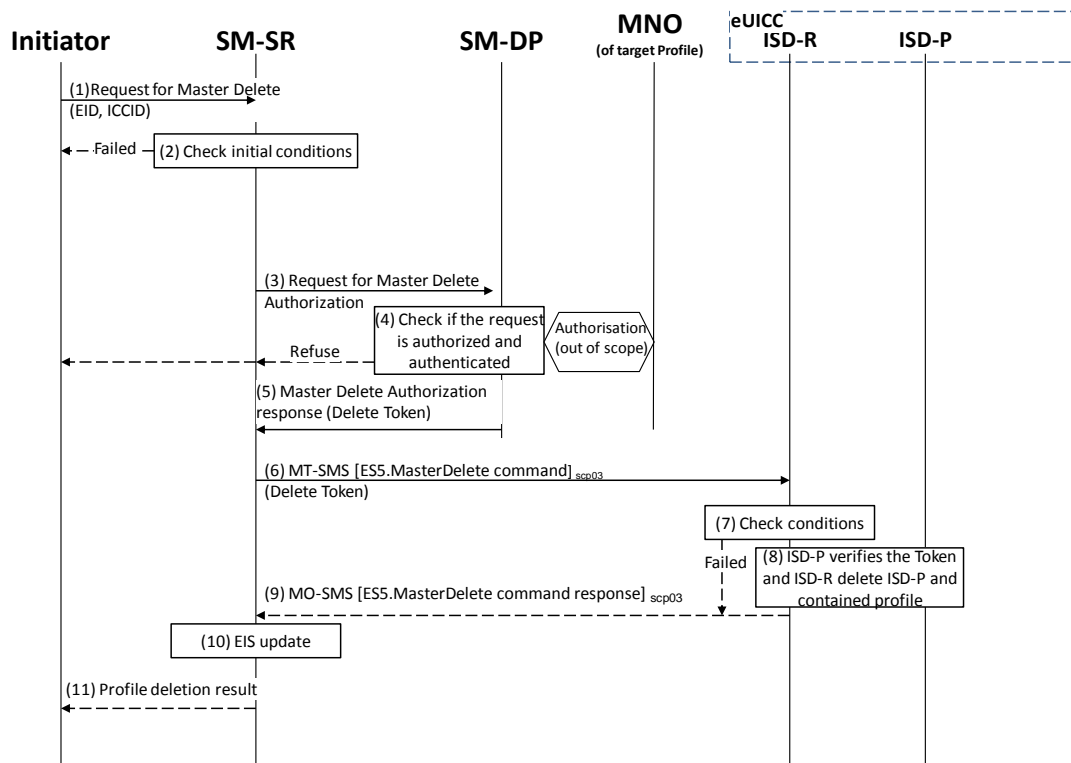 Initiator
SM-SR
SM-DP
MNO
(of target Profile)
eUICC
ISD-R
ISD-P
(1)Request for Master Delete
(EID, ICCID)
Failed
(2) Check initial conditions
(3) Request for Master Delete
Authorization
(4) Check if the request
is authorized and
authenticated
Authorisation
(out of scope)
Refuse
(5) Master Delete Authorization
response (Delete Token)
(6) MT-SMS [ES5.MasterDelete command] scp03
(Delete Token)
(7) Check conditions
Failed
(8) ISD-P verifies the Token
and ISD-R delete ISD-P and
contained profile
(9) MO-SMS [ES5.MasterDelete command response] scp03
(10) EIS update
(11) Profile deletion result